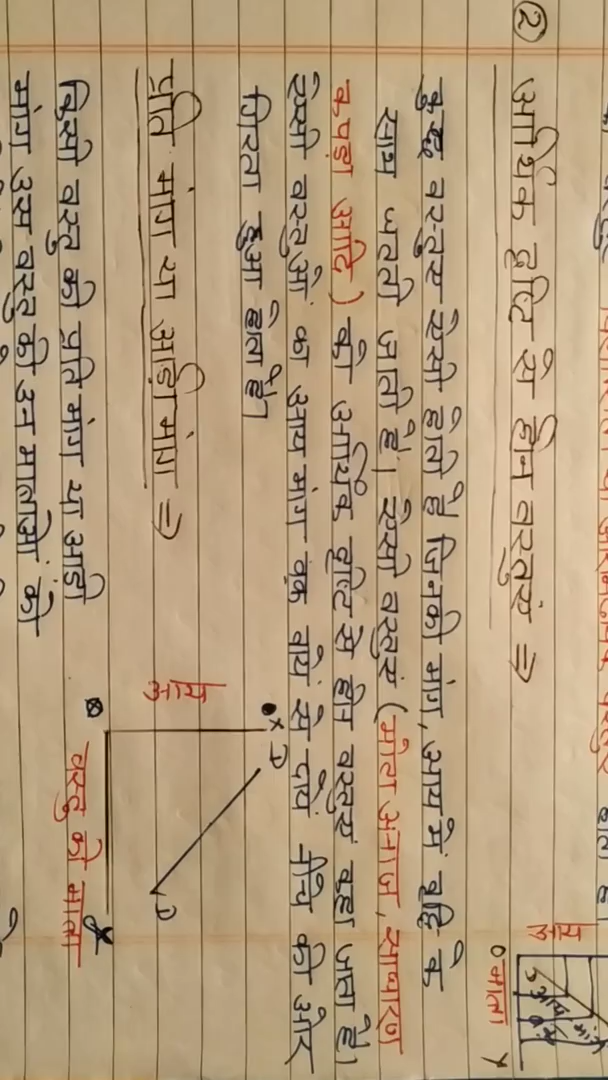 ② आर्थिक दृष्टि से हीन वस्तुएं ⇒
कुछ वस्तुएं ऐसी होती हैं जिनकी मांग, आय में वृद्धि के
साथ घटती जाती है। ऐसी वस्तुएं (मोटा अनाज, साधारण
कपड़ा आदि) को आर्थिक दृष्टि से हीन वस्तुएं कहा जाता है।
ऐसी वस्तुओं का आय मांग वक्र बायें से दायें नीचे की ओर
गिरता हुआ होता है।
प्रति मांग या आड़ी मांग ⇒
किसी वस्तु की प्रति मांग या आड़ी
मांग उस वस्तु की उन मात्राओं को
मात्रा
X
D
D
वस्तु की मात्रा